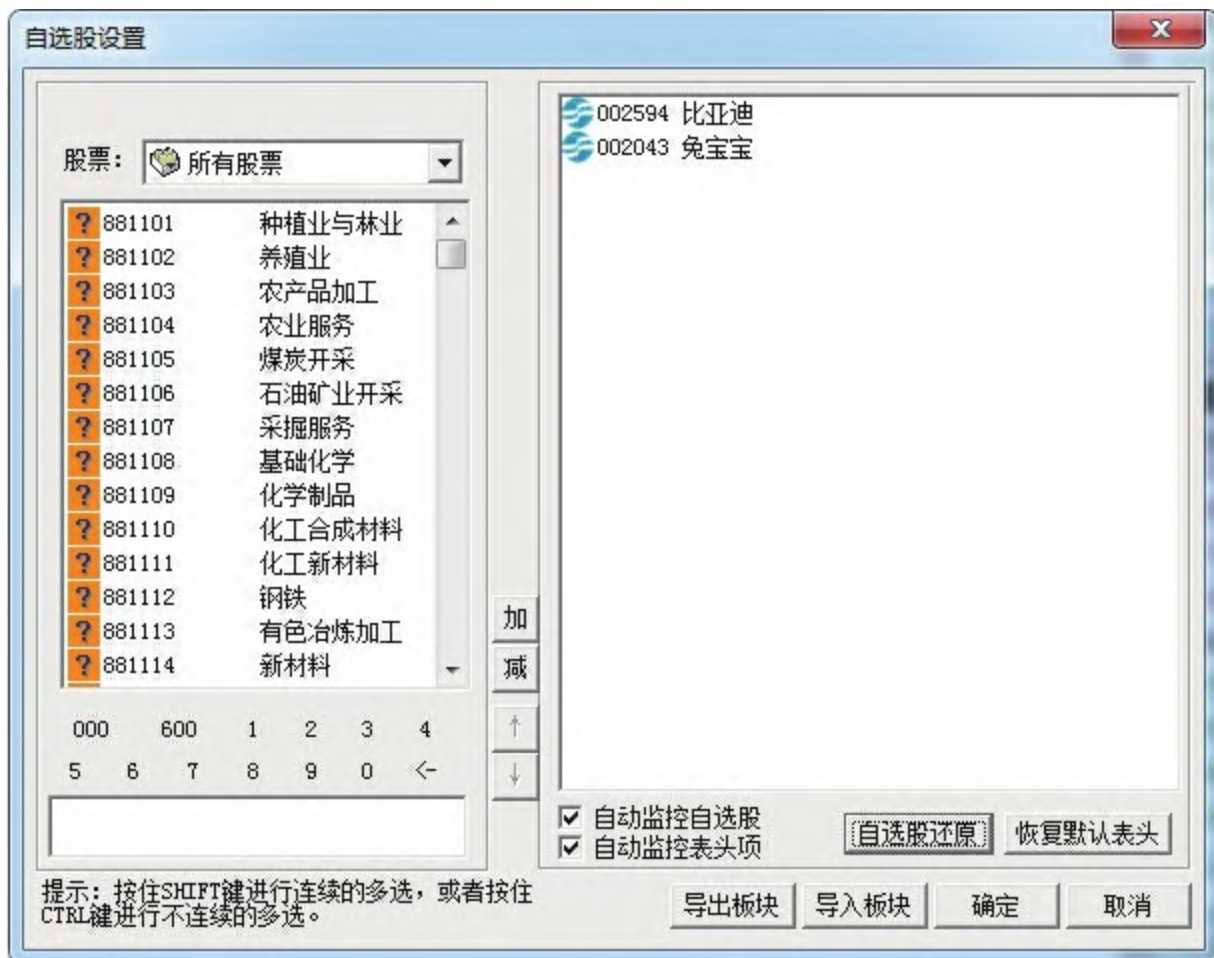 自选股设置
股票: 所有股票
881101 种植业与林业
881102 养殖业
881103 农产品加工
881104 农业服务
881105 煤炭开采
881106 石油矿业开采
881107 采掘服务
881108 基础化学
881109 化学制品
881110 化工合成材料
881111 化工新材料
881112 钢铁
881113 有色冶炼加工
881114 新材料
000 600 1 2 3 4
5 6 7 8 9 0 <-
加
减
↑
↓
002594 比亚迪
002043 兔宝宝
自动监控自选股
自动监控表头项
自选股还原 恢复默认表头
提示: 按住SHIFT键进行连续的多选，或者按住
CTRL键进行不连续的多选。
导出板块 导入板块 确定 取消